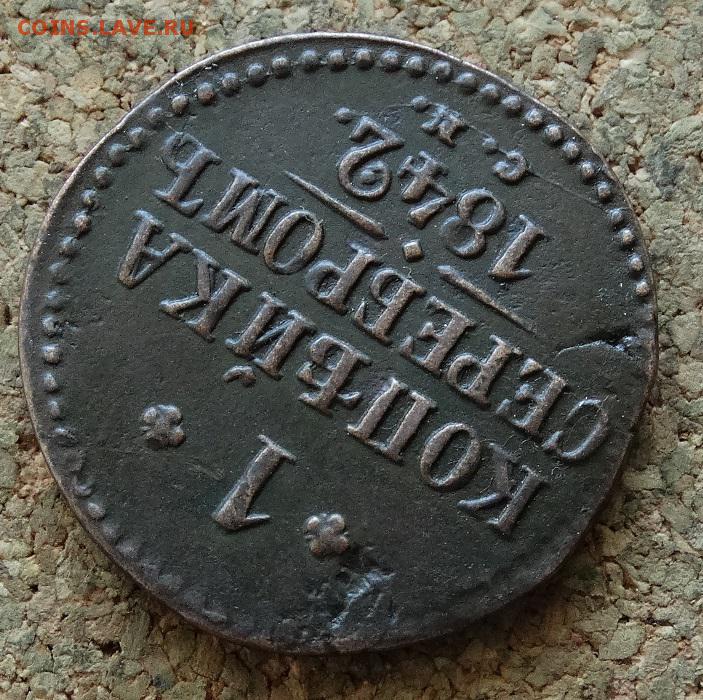 COINS.LAVE.RU
1
КОПѢЙКА
СЕРЕБРОМЪ
1842
С. М.